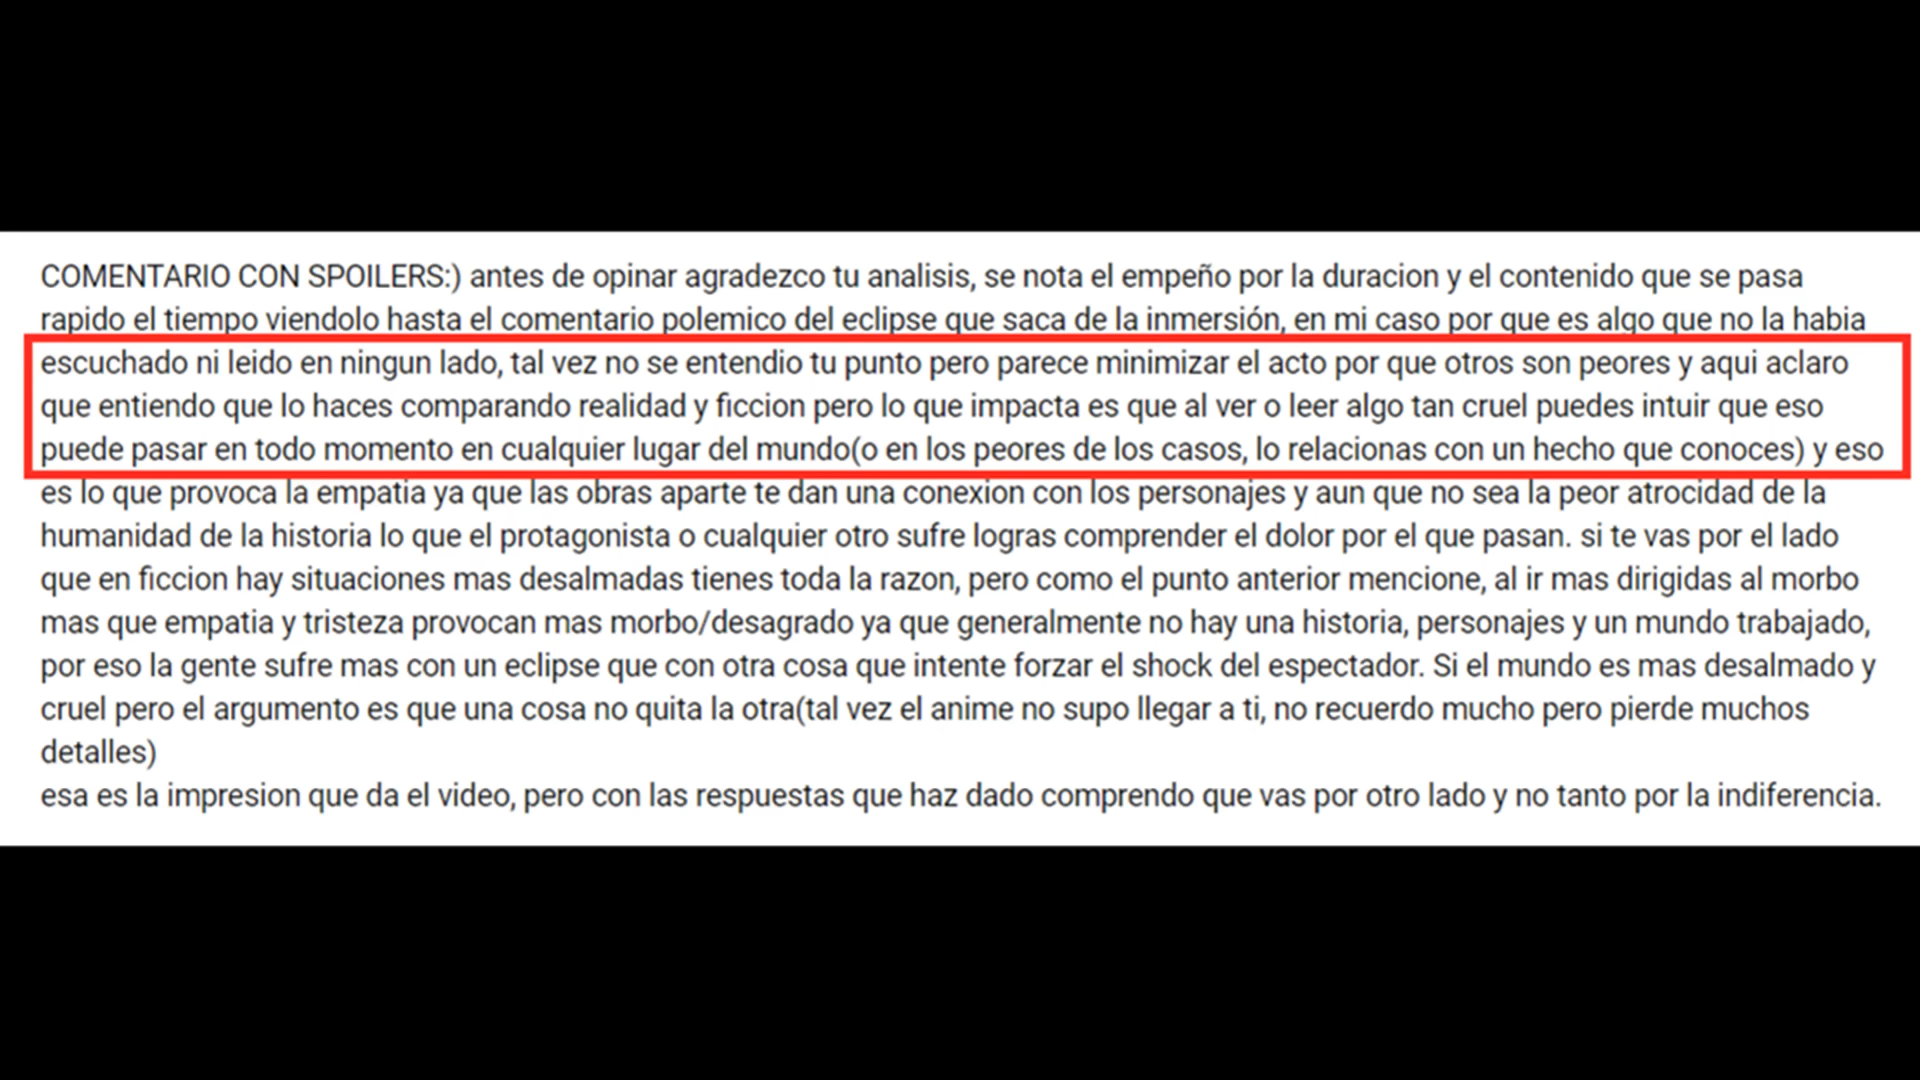 COMENTARIO CON SPOILERS:) antes de opinar agradezco tu analisis, se nota el empeño por la duracion y el contenido que se pasa
rapido el tiempo viendolo hasta el comentario polemico del eclipse que saca de la inmersión, en mi caso por que es algo que no la habia
escuchado ni leido en ningun lado, tal vez no se entendio tu punto pero parece minimizar el acto por que otros son peores y aqui aclaro
que entiendo que lo haces comparando realidad y ficcion pero lo que impacta es que al ver o leer algo tan cruel puedes intuir que eso
puede pasar en todo momento en cualquier lugar del mundo(o en los peores de los casos, lo relacionas con un hecho que conoces) y eso
es lo que provoca la empatia ya que las obras aparte te dan una conexion con los personajes y aun que no sea la peor atrocidad de la
humanidad de la historia lo que el protagonista o cualquier otro sufre logras comprender el dolor por el que pasan. si te vas por el lado
que en ficcion hay situaciones mas desalmadas tienes toda la razon, pero como el punto anterior mencione, al ir mas dirigidas al morbo
mas que empatia y tristeza provocan mas morbo/desagrado ya que generalmente no hay una historia, personajes y un mundo trabajado,
por eso la gente sufre mas con un eclipse que con otra cosa que intente forzar el shock del espectador. Si el mundo es mas desalmado y
cruel pero el argumento es que una cosa no quita la otra(tal vez el anime no supo llegar a ti, no recuerdo mucho pero pierde muchos
detalles)
esa es la impresion que da el video, pero con las respuestas que haz dado comprendo que vas por otro lado y no tanto por la indiferencia.